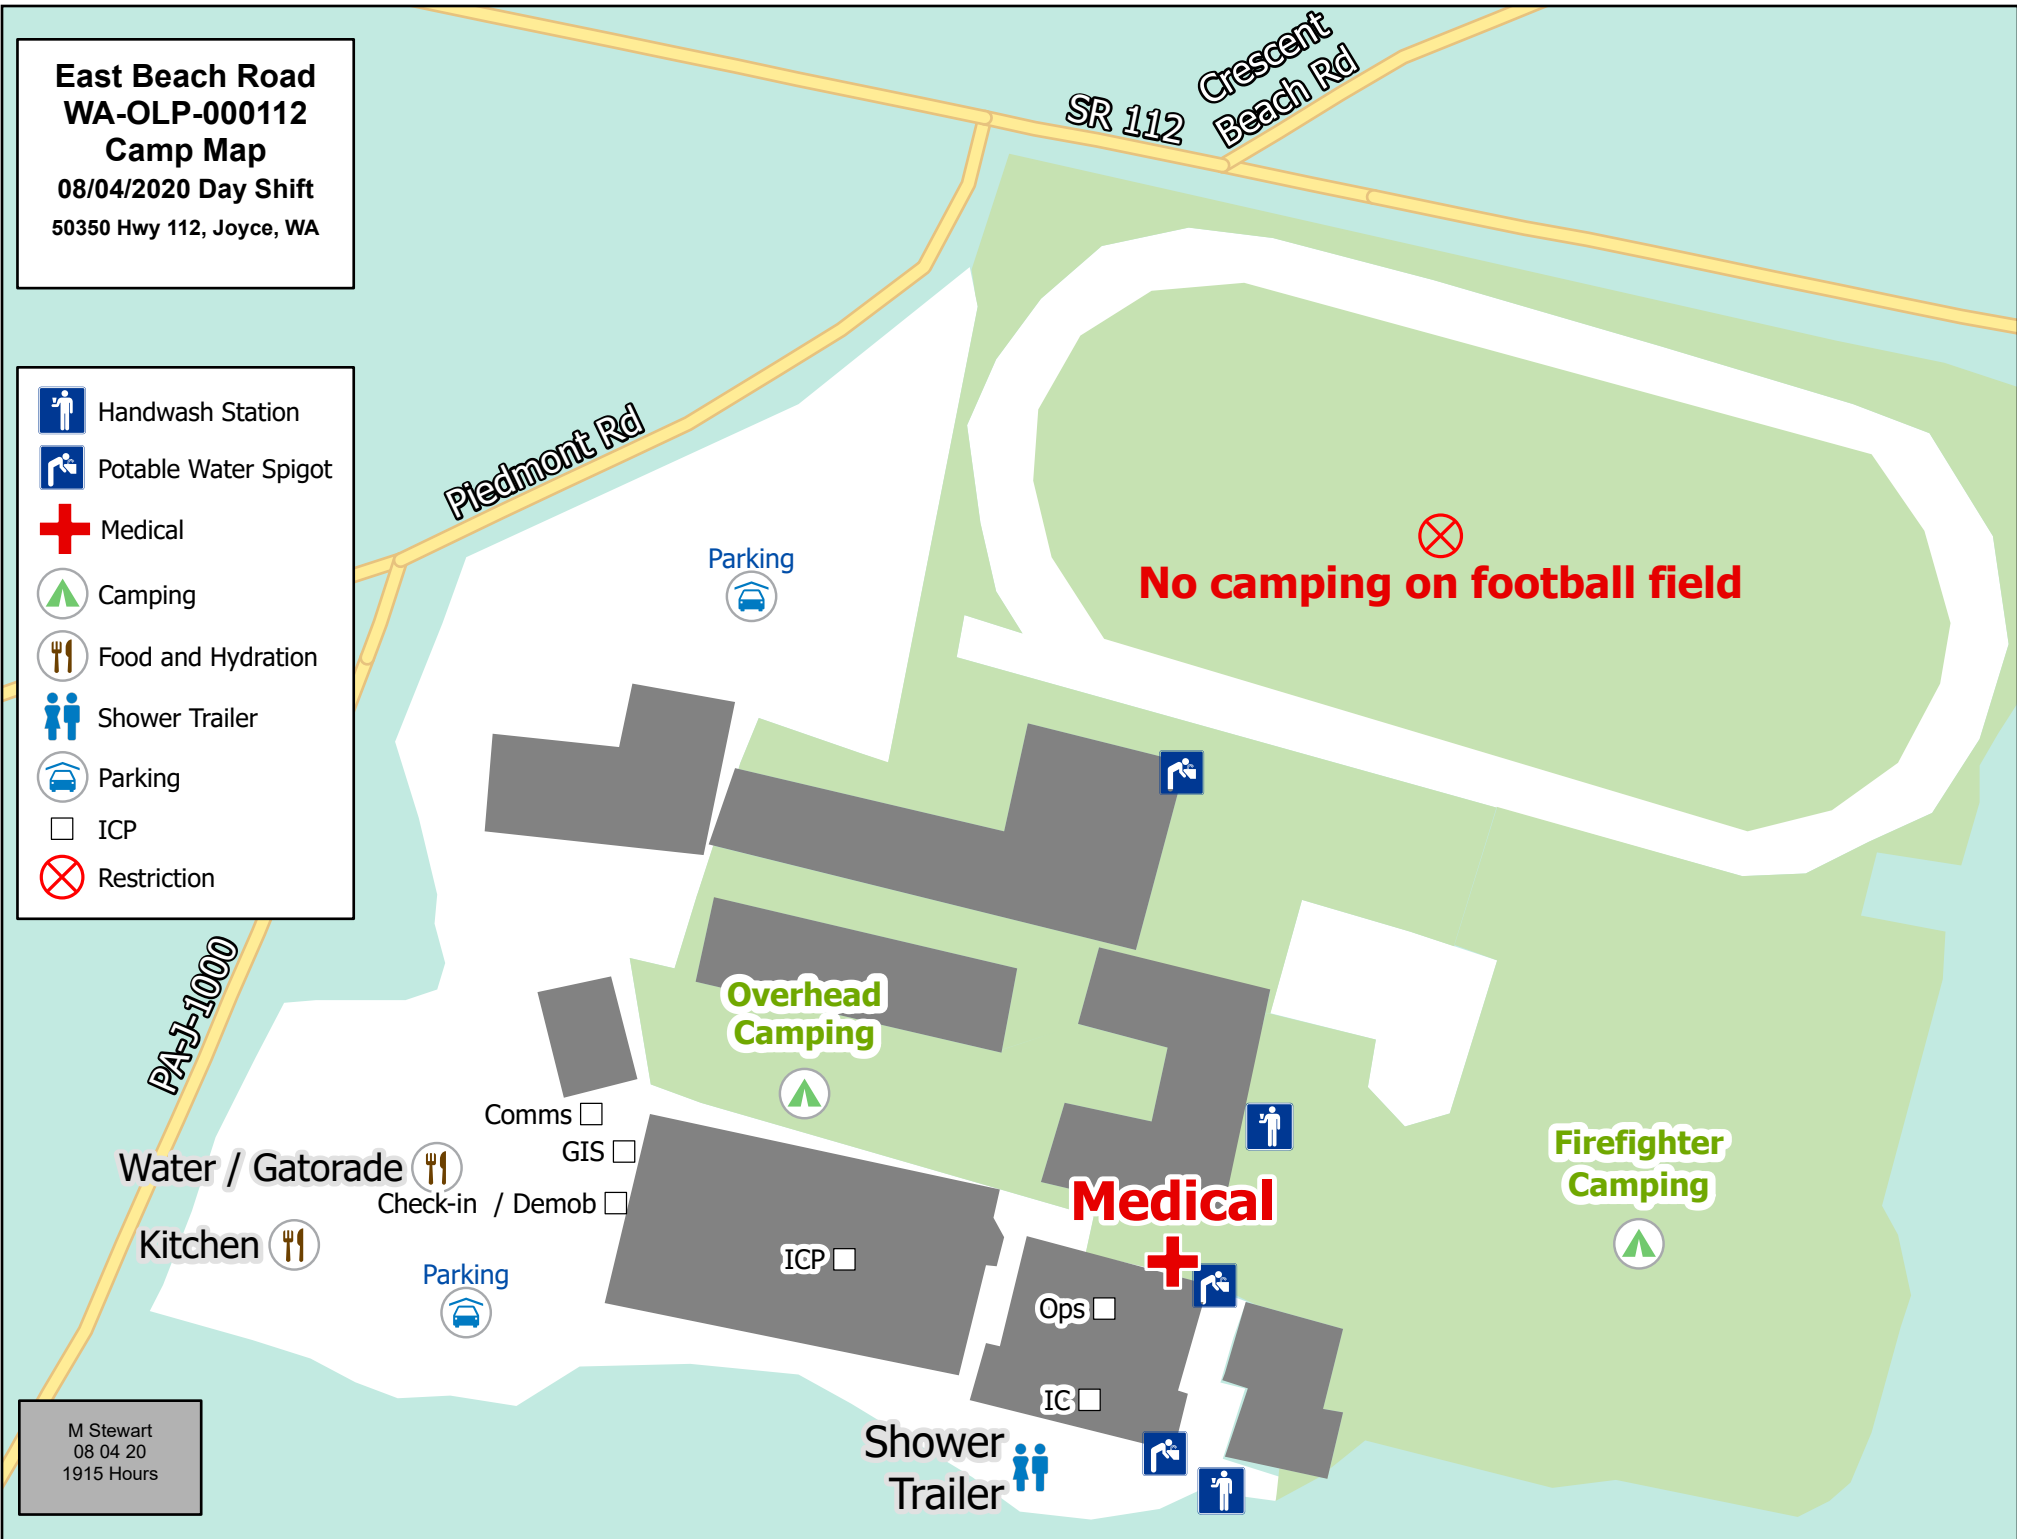 East Beach Road
WA-OLP-000112
Camp Map
08/04/2020 Day Shift
50350 Hwy 112, Joyce, WA
Handwash Station
Potable Water Spigot
Medical
Camping
Food and Hydration
Shower Trailer
Parking
ICP
Restriction
SR 112
Crescent
Beach Rd
Piedmont Rd
Parking
No camping on football field
PA-J-1000
Overhead
Camping
Comms
GIS
Water / Gatorade
Check-in / Demob
Kitchen
Parking
ICP
Medical
Firefighter
Camping
Ops
IC
Shower
Trailer
M Stewart
08 04 20
1915 Hours